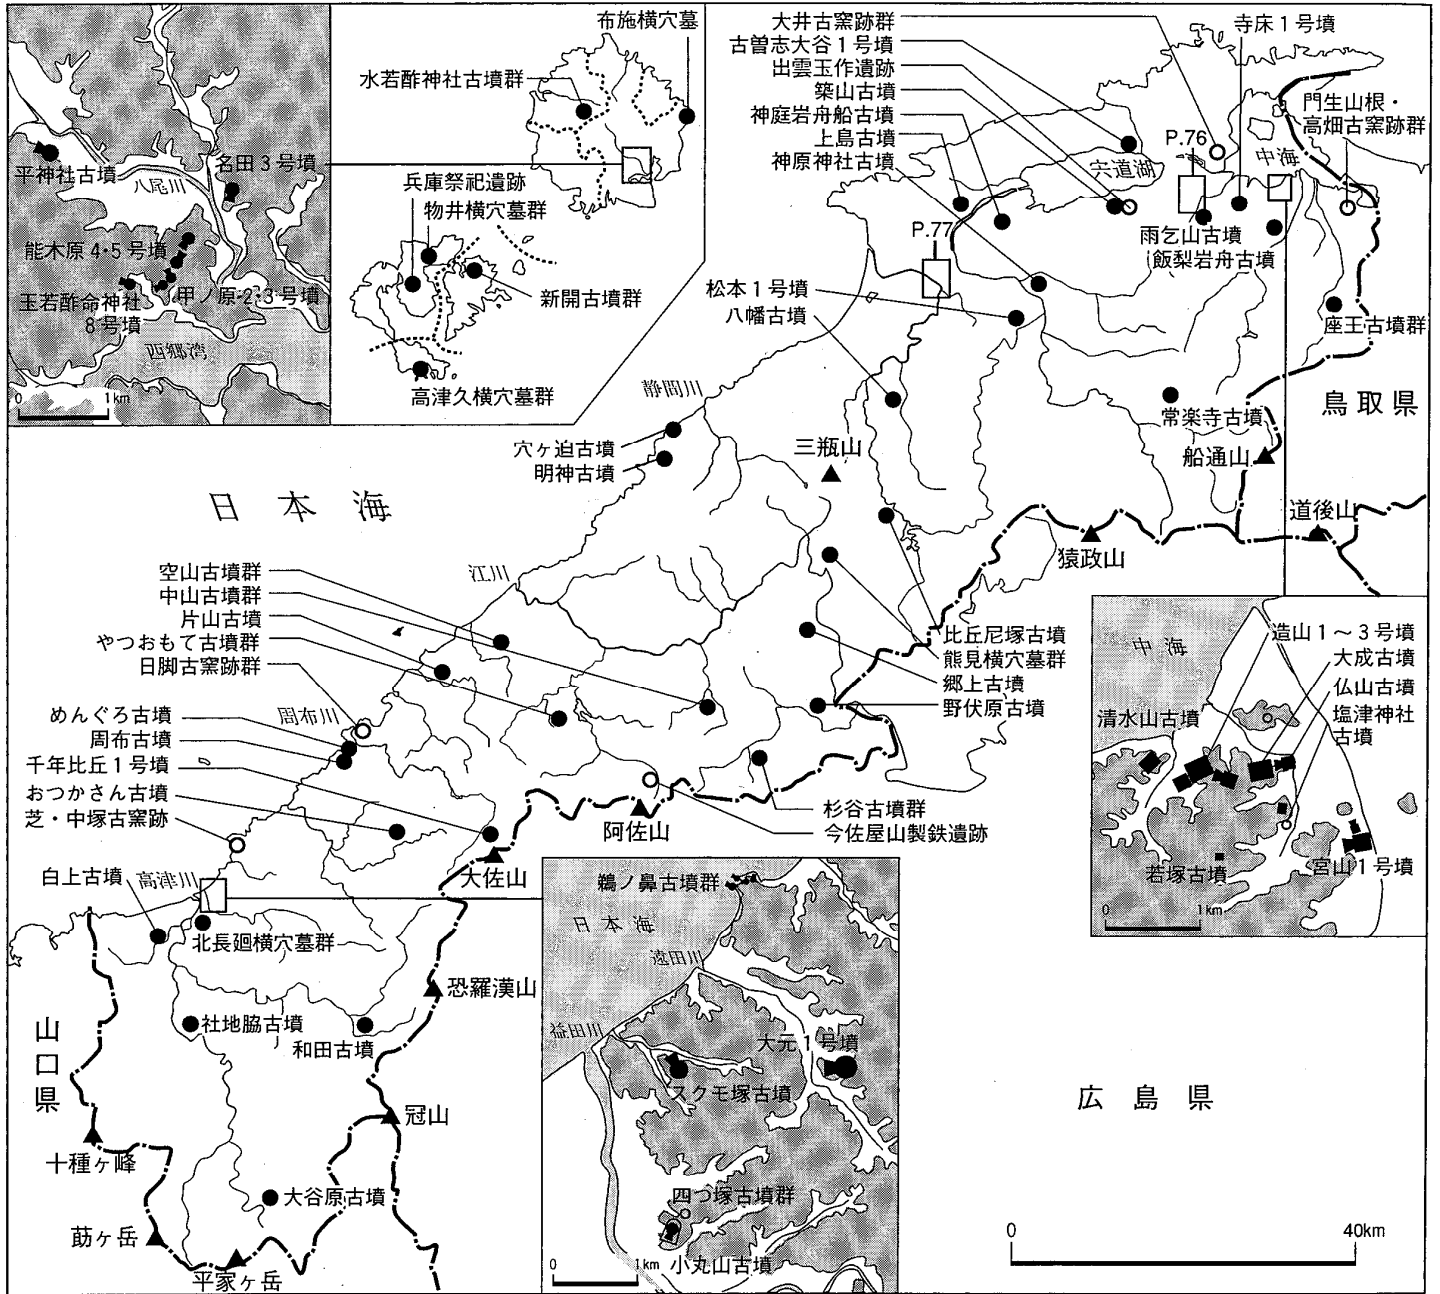 平神社古墳
八尾川
名田3号墳
能木原4・5号墳
玉若酢命神社
8号墳
甲ノ原2・3号墳
西郷湾
0
1km
布施横穴墓
水若酢神社古墳群
兵庫祭祀遺跡
物井横穴墓群
新開古墳群
高津久横穴墓群
大井古窯跡群
古曽志大谷1号墳
出雲玉作遺跡
築山古墳
神庭岩舟船古墳
上島古墳
神原神社古墳
寺床1号墳
門生山根・
高畑古窯跡群
P.76
宍道湖
中海
P.77
雨乞山古墳
飯梨岩舟古墳
松本1号墳
八幡古墳
座王古墳群
鳥取県
常楽寺古墳
船通山
静間川
穴ヶ迫古墳
明神古墳
三瓶山
日本海
道後山
猿政山
江川
空山古墳群
中山古墳群
片山古墳
やつおもて古墳群
日脚古窯跡群
比丘尼塚古墳
熊見横穴墓群
郷上古墳
野伏原古墳
周布川
めんぐろ古墳
周布古墳
千年比丘1号墳
おつかさん古墳
芝・中塚古窯跡
杉谷古墳群
今佐屋山製鉄遺跡
阿佐山
大佐山
中海
造山1～3号墳
大成古墳
仏山古墳
塩津神社
古墳
清水山古墳
若塚古墳
宮山1号墳
0
1km
白上古墳
高津川
北長廻横穴墓群
恐羅漢山
社地脇古墳
和田古墳
山口県
冠山
十種ヶ峰
大谷原古墳
莇ヶ岳
平家ヶ岳
鵜ノ鼻古墳群
日本海
遠田川
益田川
大元1号墳
スクモ塚古墳
四つ塚古墳群
小丸山古墳
0
1km
広島県
0
40km